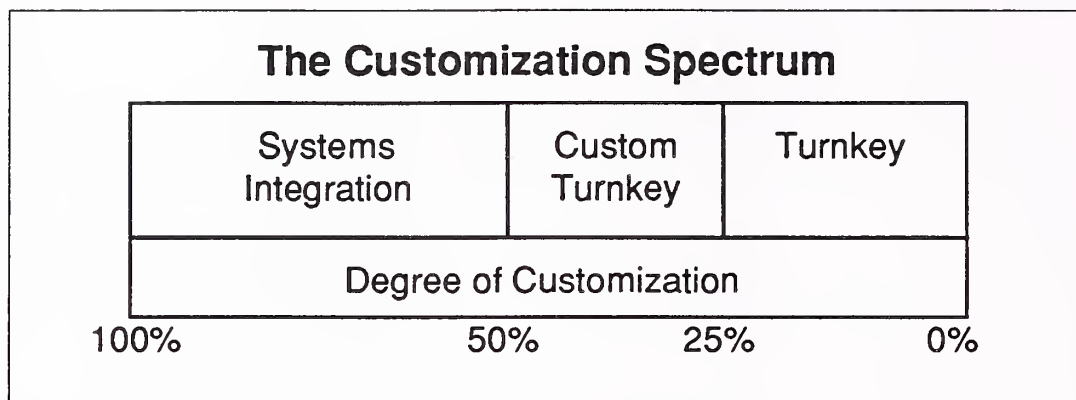 The Customization Spectrum
Systems
Integration
Custom
Turnkey
Turnkey
Degree of Customization
100% 50% 25% 0%